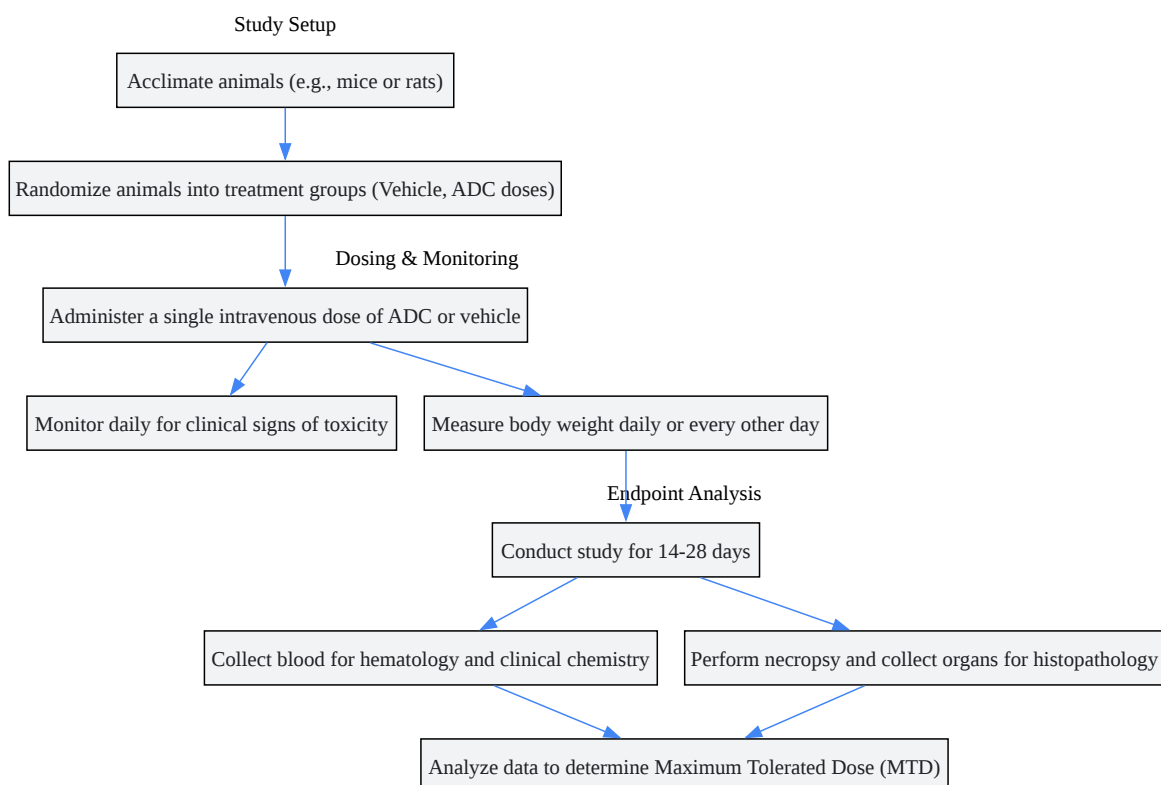 Study Setup
Acclimate animals (e.g., mice or rats)
Randomize animals into treatment groups (Vehicle, ADC doses)
Dosing & Monitoring
Administer a single intravenous dose of ADC or vehicle
Monitor daily for clinical signs of toxicity
Measure body weight daily or every other day
Endpoint Analysis
Conduct study for 14-28 days
Collect blood for hematology and clinical chemistry
Perform necropsy and collect organs for histopathology
Analyze data to determine Maximum Tolerated Dose (MTD)